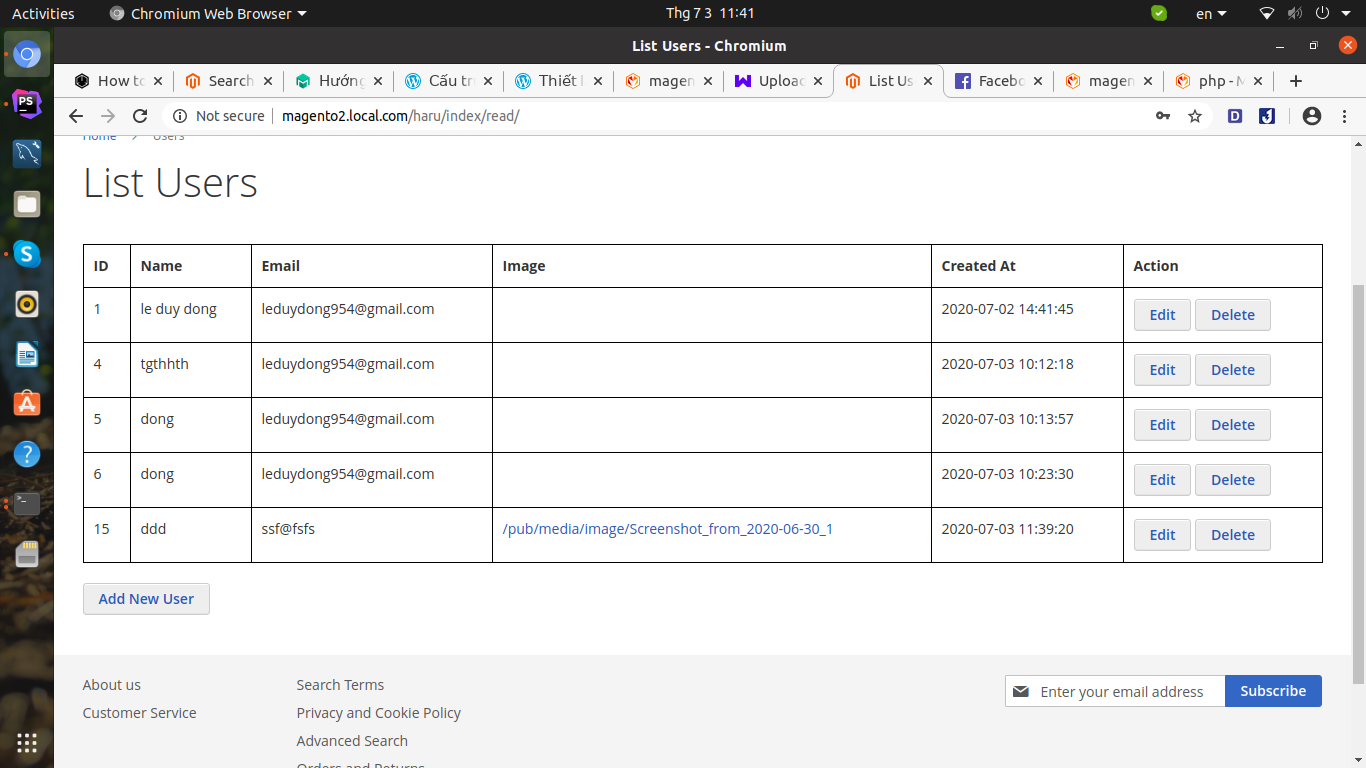 Activities Chromium Web Browser Thg 7 3 11:41 en
List Users - Chromium
How to Search Hướng Cấu tr Thiết magen Upload List Us Facebo magen php - M
Not secure magento2.local.com/haru/index/read/
Home > Users
List Users
ID Name Email Image Created At Action
1 le duy dong leduydong954@gmail.com 2020-07-02 14:41:45 Edit Delete
4 tgthhth leduydong954@gmail.com 2020-07-03 10:12:18 Edit Delete
5 dong leduydong954@gmail.com 2020-07-03 10:13:57 Edit Delete
6 dong leduydong954@gmail.com 2020-07-03 10:23:30 Edit Delete
15 ddd ssf@fsfs /pub/media/image/Screenshot_from_2020-06-30_1 2020-07-03 11:39:20 Edit Delete
Add New User
About us Search Terms Enter your email address Subscribe
Customer Service Privacy and Cookie Policy
Advanced Search
Orders and Returns